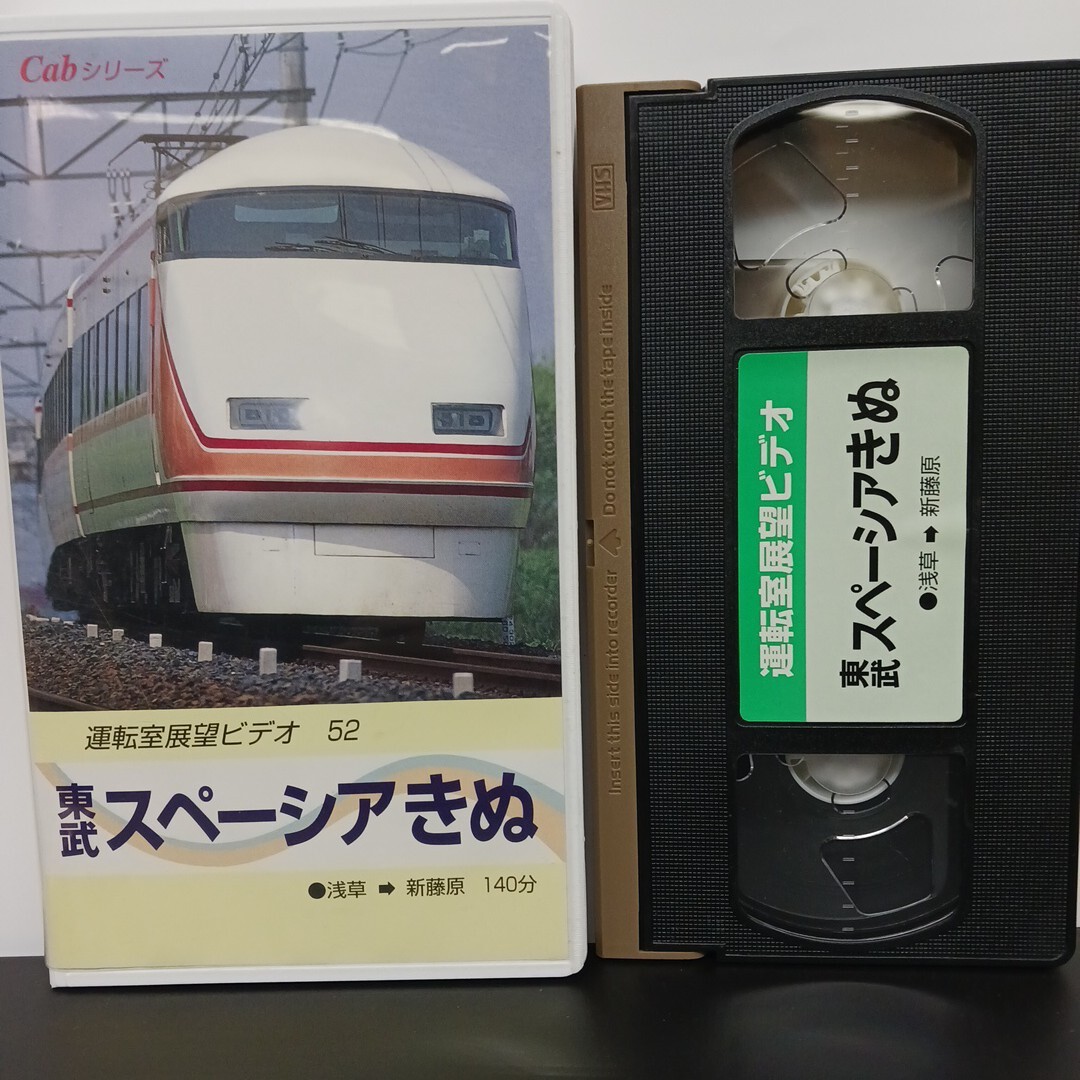 Cabシリーズ
運転室展望ビデオ 52
東武 スペーシアきぬ
●浅草 ➡ 新藤原 140分
VHS
Insert this side into recorder Do not touch the tape inside
運転室展望ビデオ
東武 スペーシアきぬ
●浅草 ➡ 新藤原